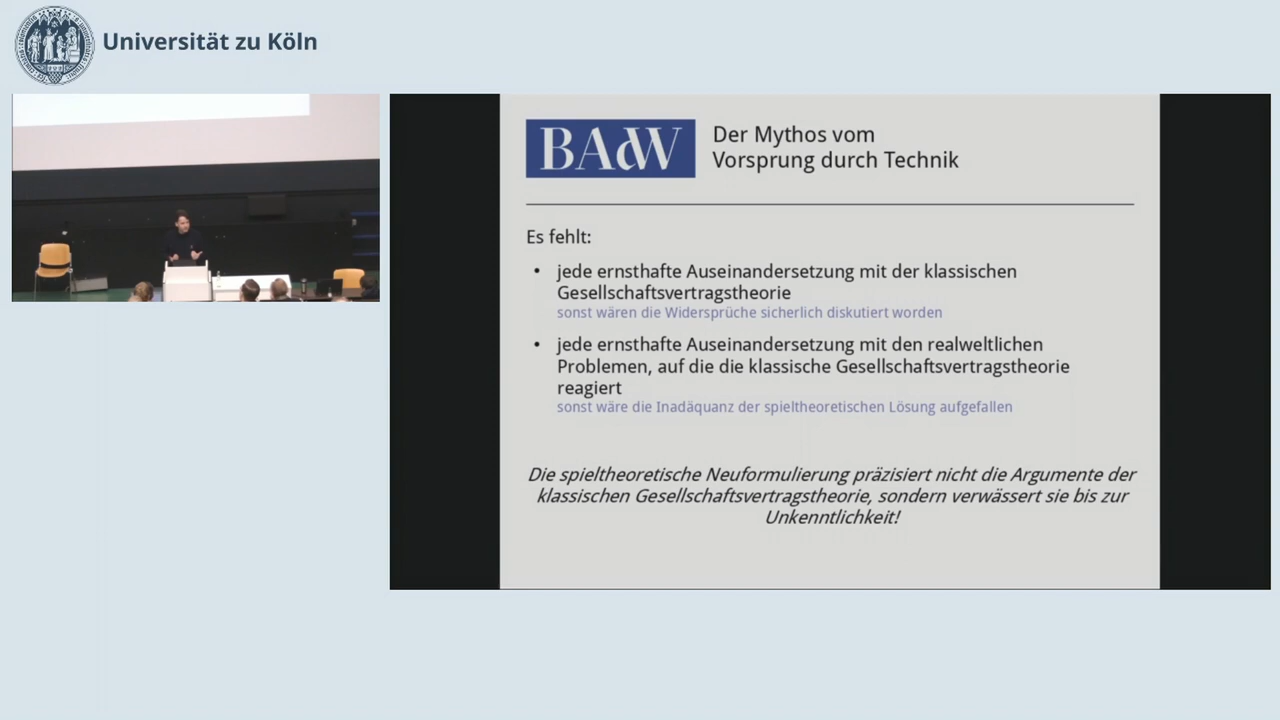 Universität zu Köln
BAdW
Der Mythos vom
Vorsprung durch Technik
Es fehlt:
• jede ernsthafte Auseinandersetzung mit der klassischen
Gesellschaftsvertragstheorie
sonst wären die Widersprüche sicherlich diskutiert worden
• jede ernsthafte Auseinandersetzung mit den realweltlichen
Problemen, auf die die klassische Gesellschaftsvertragstheorie
reagiert
sonst wäre die Inadäquanz der spieltheoretischen Lösung aufgefallen
Die spieltheoretische Neuformulierung präzisiert nicht die Argumente der
klassischen Gesellschaftsvertragstheorie, sondern verwässert sie bis zur
Unkenntlichkeit!